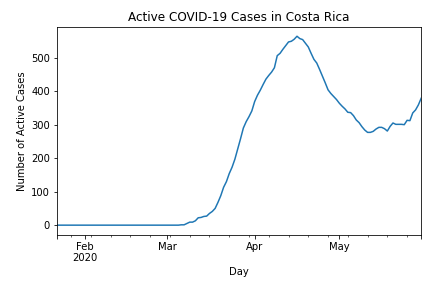 Active COVID-19 Cases in Costa Rica
Number of Active Cases
500
400
300
200
100
0
Feb
2020
Mar
Apr
May
Day